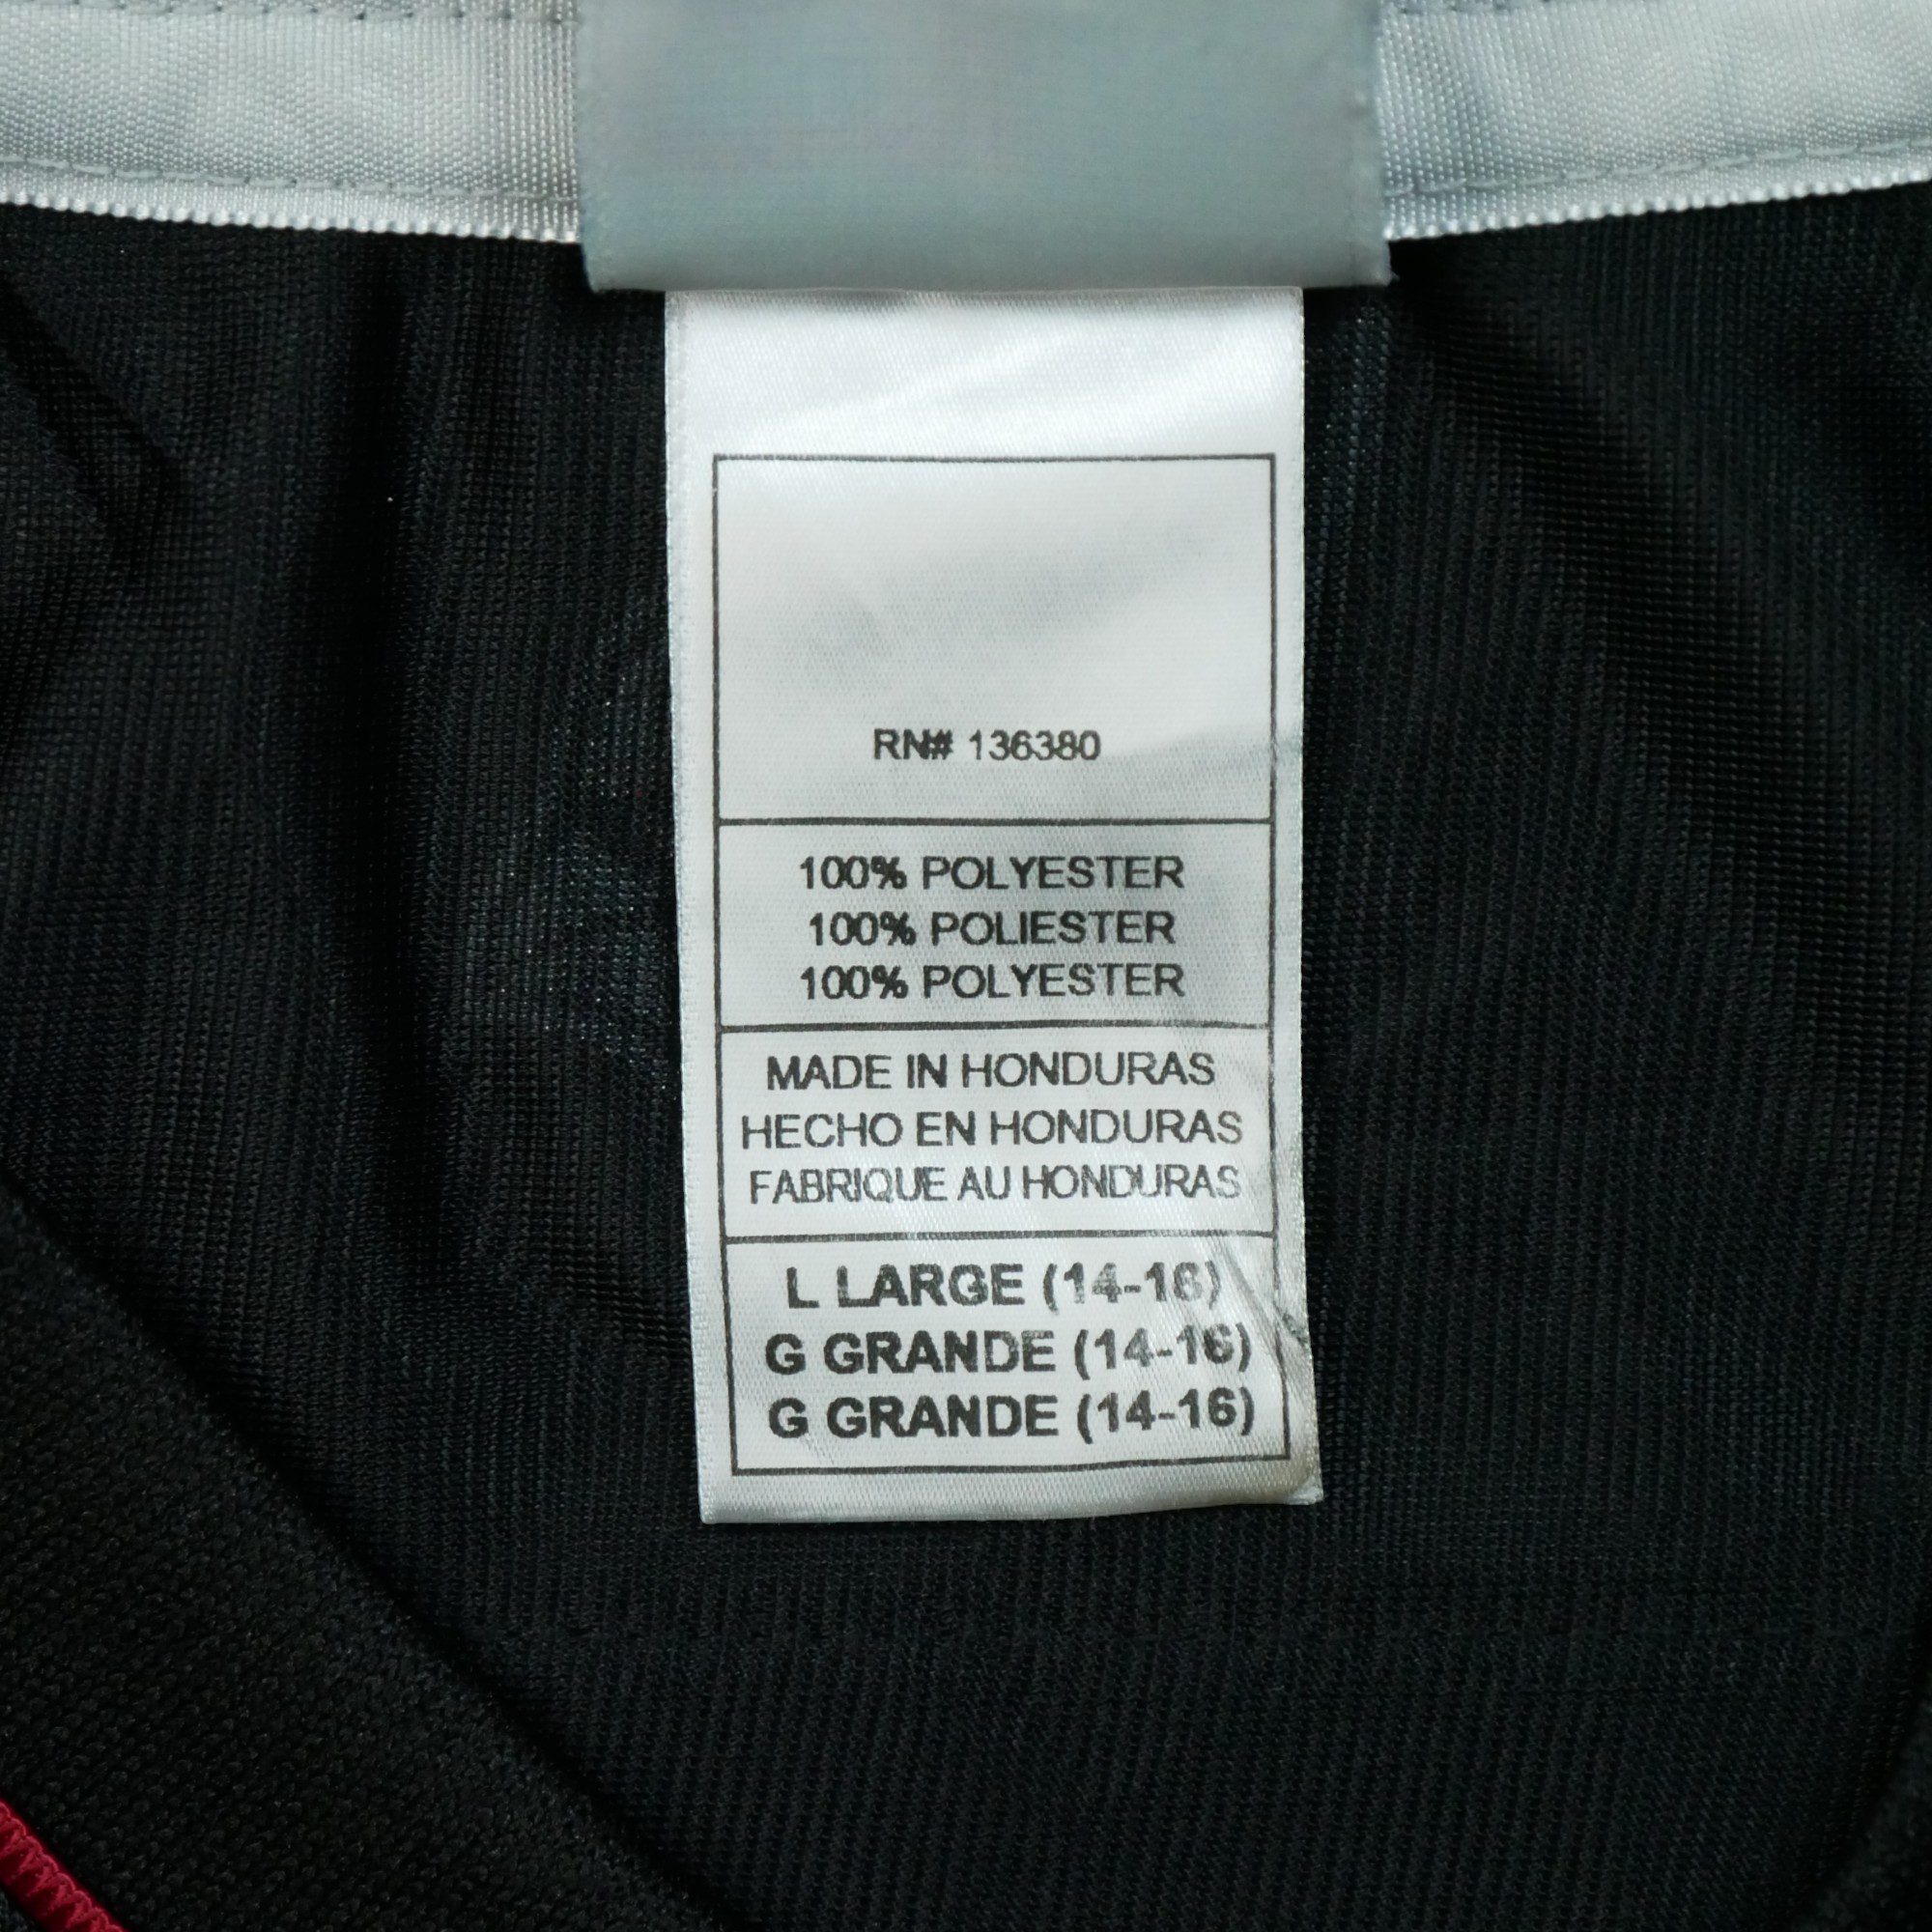 RN# 136380
100% POLYESTER
100% POLIESTER
100% POLYESTER
MADE IN HONDURAS
HECHO EN HONDURAS
FABRIQUE AU HONDURAS
L LARGE (14-16)
G GRANDE (14-16)
G GRANDE (14-16)